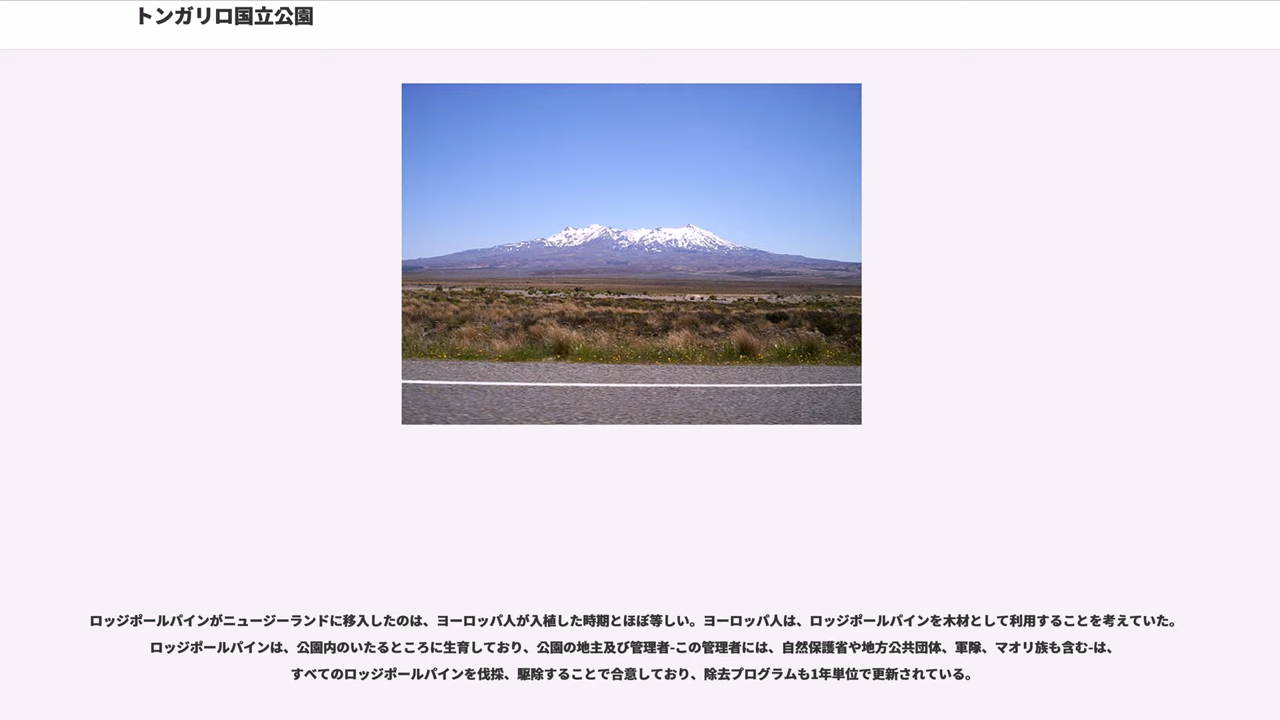 トンガリロ国立公園
ロッジポールパインがニュージーランドに移入したのは、ヨーロッパ人が入植した時期とほぼ等しい。ヨーロッパ人は、ロッジポールパインを木材として利用することを考えていた。
ロッジポールパインは、公園内のいたるところに生育しており、公園の地主及び管理者-この管理者には、自然保護省や地方公共団体、軍隊、マオリ族も含む-は、
すべてのロッジポールパインを伐採、駆除することで合意しており、除去プログラムも1年単位で更新されている。